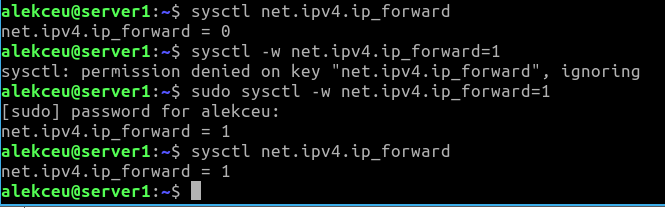 alekceu@server1:~$ sysctl net.ipv4.ip_forward
net.ipv4.ip_forward = 0
alekceu@server1:~$ sysctl -w net.ipv4.ip_forward=1
sysctl: permission denied on key "net.ipv4.ip_forward", ignoring
alekceu@server1:~$ sudo sysctl -w net.ipv4.ip_forward=1
[sudo] password for alekceu:
net.ipv4.ip_forward = 1
alekceu@server1:~$ sysctl net.ipv4.ip_forward
net.ipv4.ip_forward = 1
alekceu@server1:~$